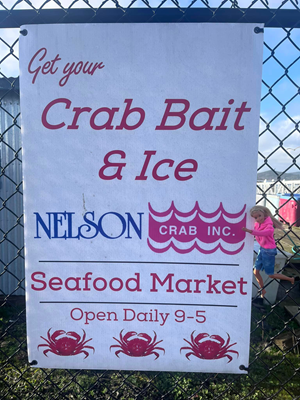 Get your
Crab Bait
& Ice
NELSON CRAB INC.
Seafood Market
Open Daily 9-5